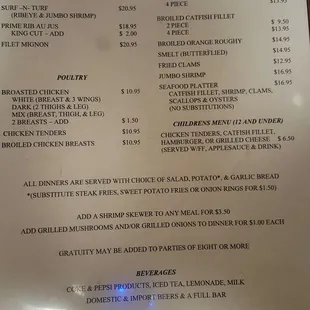 SURF -N- TURF $20.95
(RIBEYE & JUMBO SHRIMP)
PRIME RIB AU JUS $18.95
KING CUT – ADD $ 2.00
FILET MIGNON $20.95
POULTRY
BROASTED CHICKEN $10.95
WHITE (BREAST & 3 WINGS)
DARK (2 THIGHS & LEG)
MIX (BREAST, THIGH, & LEG)
2 BREASTS – ADD $ 1.50
CHICKEN TENDERS $10.95
BROILED CHICKEN BREASTS $10.95
4 PIECE
BROILED CATFISH FILLET
2 PIECE $ 9.50
4 PIECE $13.95
BROILED ORANGE ROUGHY $14.95
SMELT (BUTTERFLIED) $14.95
FRIED CLAMS $12.95
JUMBO SHRIMP $16.95
SEAFOOD PLATTER $16.95
CATFISH FILLET, SHRIMP, CLAMS,
SCALLOPS & OYSTERS
(NO SUBSTITUTIONS)
CHILDRENS MENU (12 AND UNDER)
CHICKEN TENDERS, CATFISH FILLET,
HAMBURGER, OR GRILLED CHEESE $ 6.50
(SERVED W/FF, APPLESAUCE & DRINK)
ALL DINNERS ARE SERVED WITH CHOICE OF SALAD, POTATO*, & GARLIC BREAD
*(SUBSTITUTE STEAK FRIES, SWEET POTATO FRIES OR ONION RINGS FOR $1.50)
ADD A SHRIMP SKEWER TO ANY MEAL FOR $3.50
ADD GRILLED MUSHROOMS AND/OR GRILLED ONIONS TO DINNER FOR $1.00 EACH
GRATUITY MAY BE ADDED TO PARTIES OF EIGHT OR MORE
BEVERAGES
COKE & PEPSI PRODUCTS, ICED TEA, LEMONADE, MILK
DOMESTIC & IMPORT BEERS & A FULL BAR